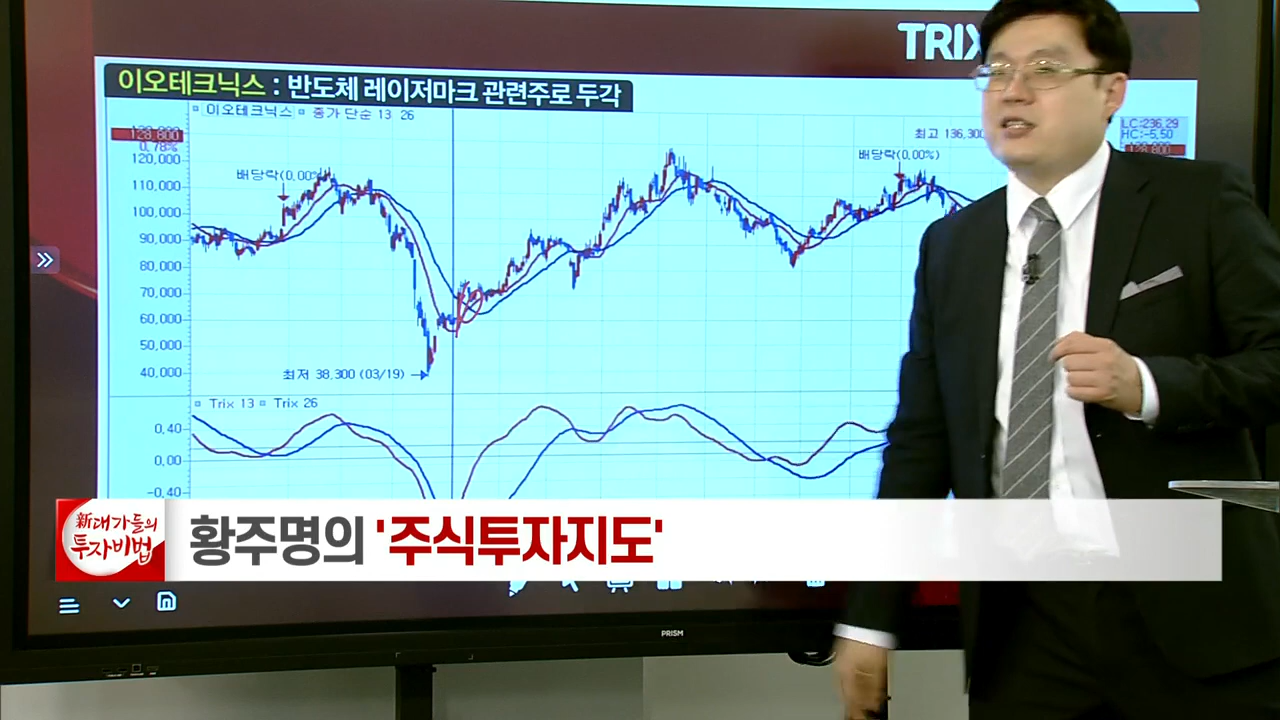 TRIX
이오테크닉스 : 반도체 레이저마크 관련주로 두각
이오테크닉스 종가 단순 13 26
128,800
0,78%
120,000
110,000
100,000
90,000
80,000
70,000
60,000
50,000
40,000
배당락(0,00%)
최고 136,300
배당락(0,00%)
LC:236,29
HC:-5,50
128,800
최저 38,300 (03/19)
Trix 13 Trix 26
0,40
0,00
-0,40
新대가들의
투자비법
황주명의 '주식투자지도'
PRISM